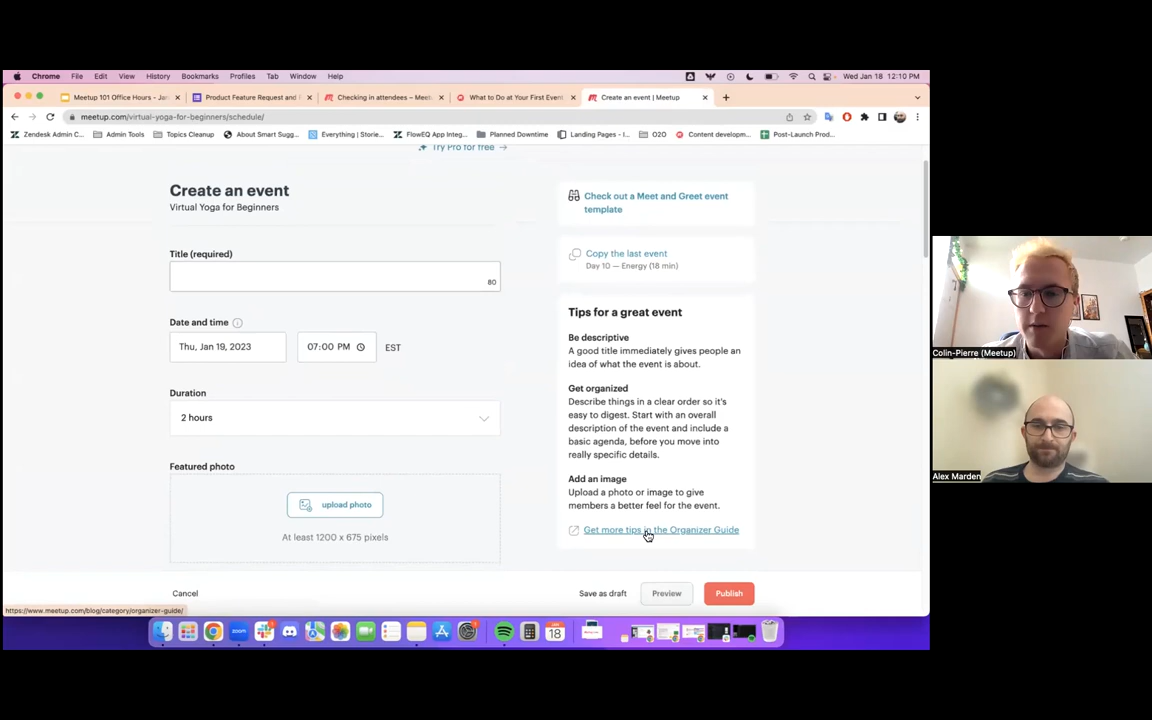 Chrome File Edit View History Bookmarks Profiles Tab Window Help Wed Jan 18 12:10 PM
Meetup 101 Office Hours - Jan
Product Feature Request and
Checking in attendees – Meet
What to Do at Your First Event
Create an event | Meetup
meetup.com/virtual-yoga-for-beginners/schedule/
Zendesk Admin C... Admin Tools Topics Cleanup About Smart Sugg... Everything | Storie... FlowEQ App Integ... Planned Downtime Landing Pages - I... O2O Content developm... Post-Launch Prod...
Try Pro for free →
Create an event
Virtual Yoga for Beginners
Title (required)
80
Date and time
Thu, Jan 19, 2023
07:00 PM
EST
Duration
2 hours
Featured photo
upload photo
At least 1200 x 675 pixels
Check out a Meet and Greet event
template
Copy the last event
Day 10 — Energy (18 min)
Tips for a great event
Be descriptive
A good title immediately gives people an
idea of what the event is about.
Get organized
Describe things in a clear order so it's
easy to digest. Start with an overall
description of the event and include a
basic agenda, before you move into
really specific details.
Add an image
Upload a photo or image to give
members a better feel for the event.
Get more tips in the Organizer Guide
Cancel
Save as draft
Preview
Publish
https://www.meetup.com/blog/category/organizer-guide/
zoom
JAN
18
Colin-Pierre (Meetup)
Alex Marden